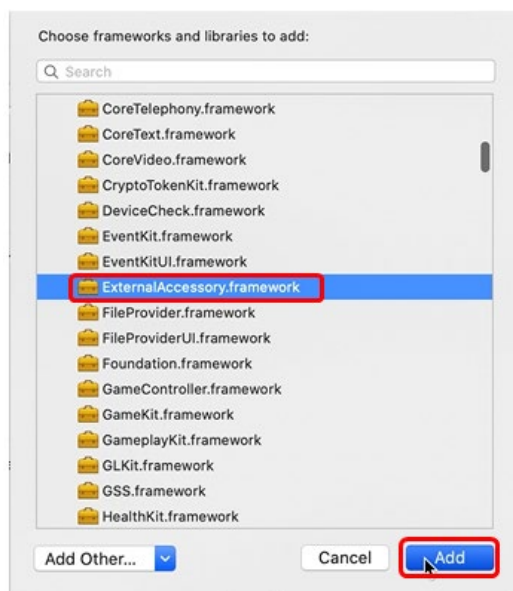 Choose frameworks and libraries to add:
Search
CoreTelephony.framework
CoreText.framework
CoreVideo.framework
CryptoTokenKit.framework
DeviceCheck.framework
EventKit.framework
EventKitUI.framework
ExternalAccessory.framework
FileProvider.framework
FileProviderUI.framework
Foundation.framework
GameController.framework
GameKit.framework
GameplayKit.framework
GLKit.framework
GSS.framework
HealthKit.framework
Add Other... Cancel Add